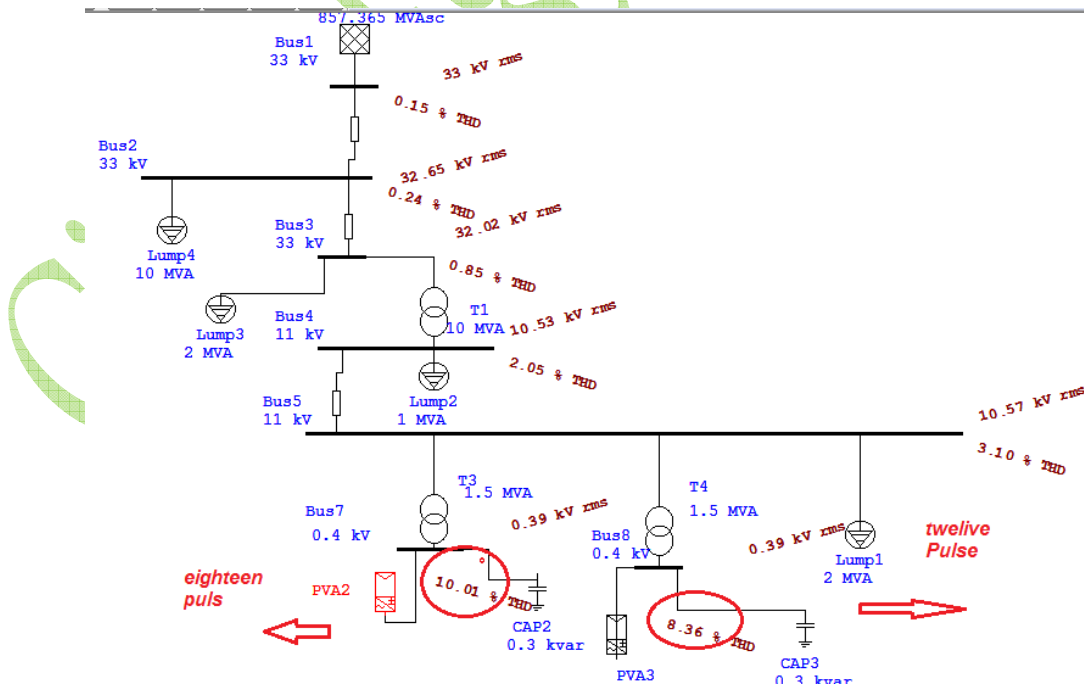 857.365 MVAsc
Bus1
33 kV
33 kV rms
0.15 % THD
Bus2
33 kV
32.65 kV rms
0.24 % THD
Bus3
33 kV
32.02 kV rms
Lump4
10 MVA
0.85 % THD
Lump3
2 MVA
T1
10 MVA
Bus4
11 kV
10.53 kV rms
2.05 % THD
Lump2
1 MVA
Bus5
11 kV
10.57 kV rms
3.10 % THD
T3
1.5 MVA
T4
1.5 MVA
Bus7
0.4 kV
0.39 kV rms
Bus8
0.4 kV
0.39 kV rms
Lump1
2 MVA
twelive
Pulse
eighteen
puls
PVA2
10.01 % THD
CAP2
0.3 kvar
8.36 % THD
PVA3
CAP3
0.3 kvar